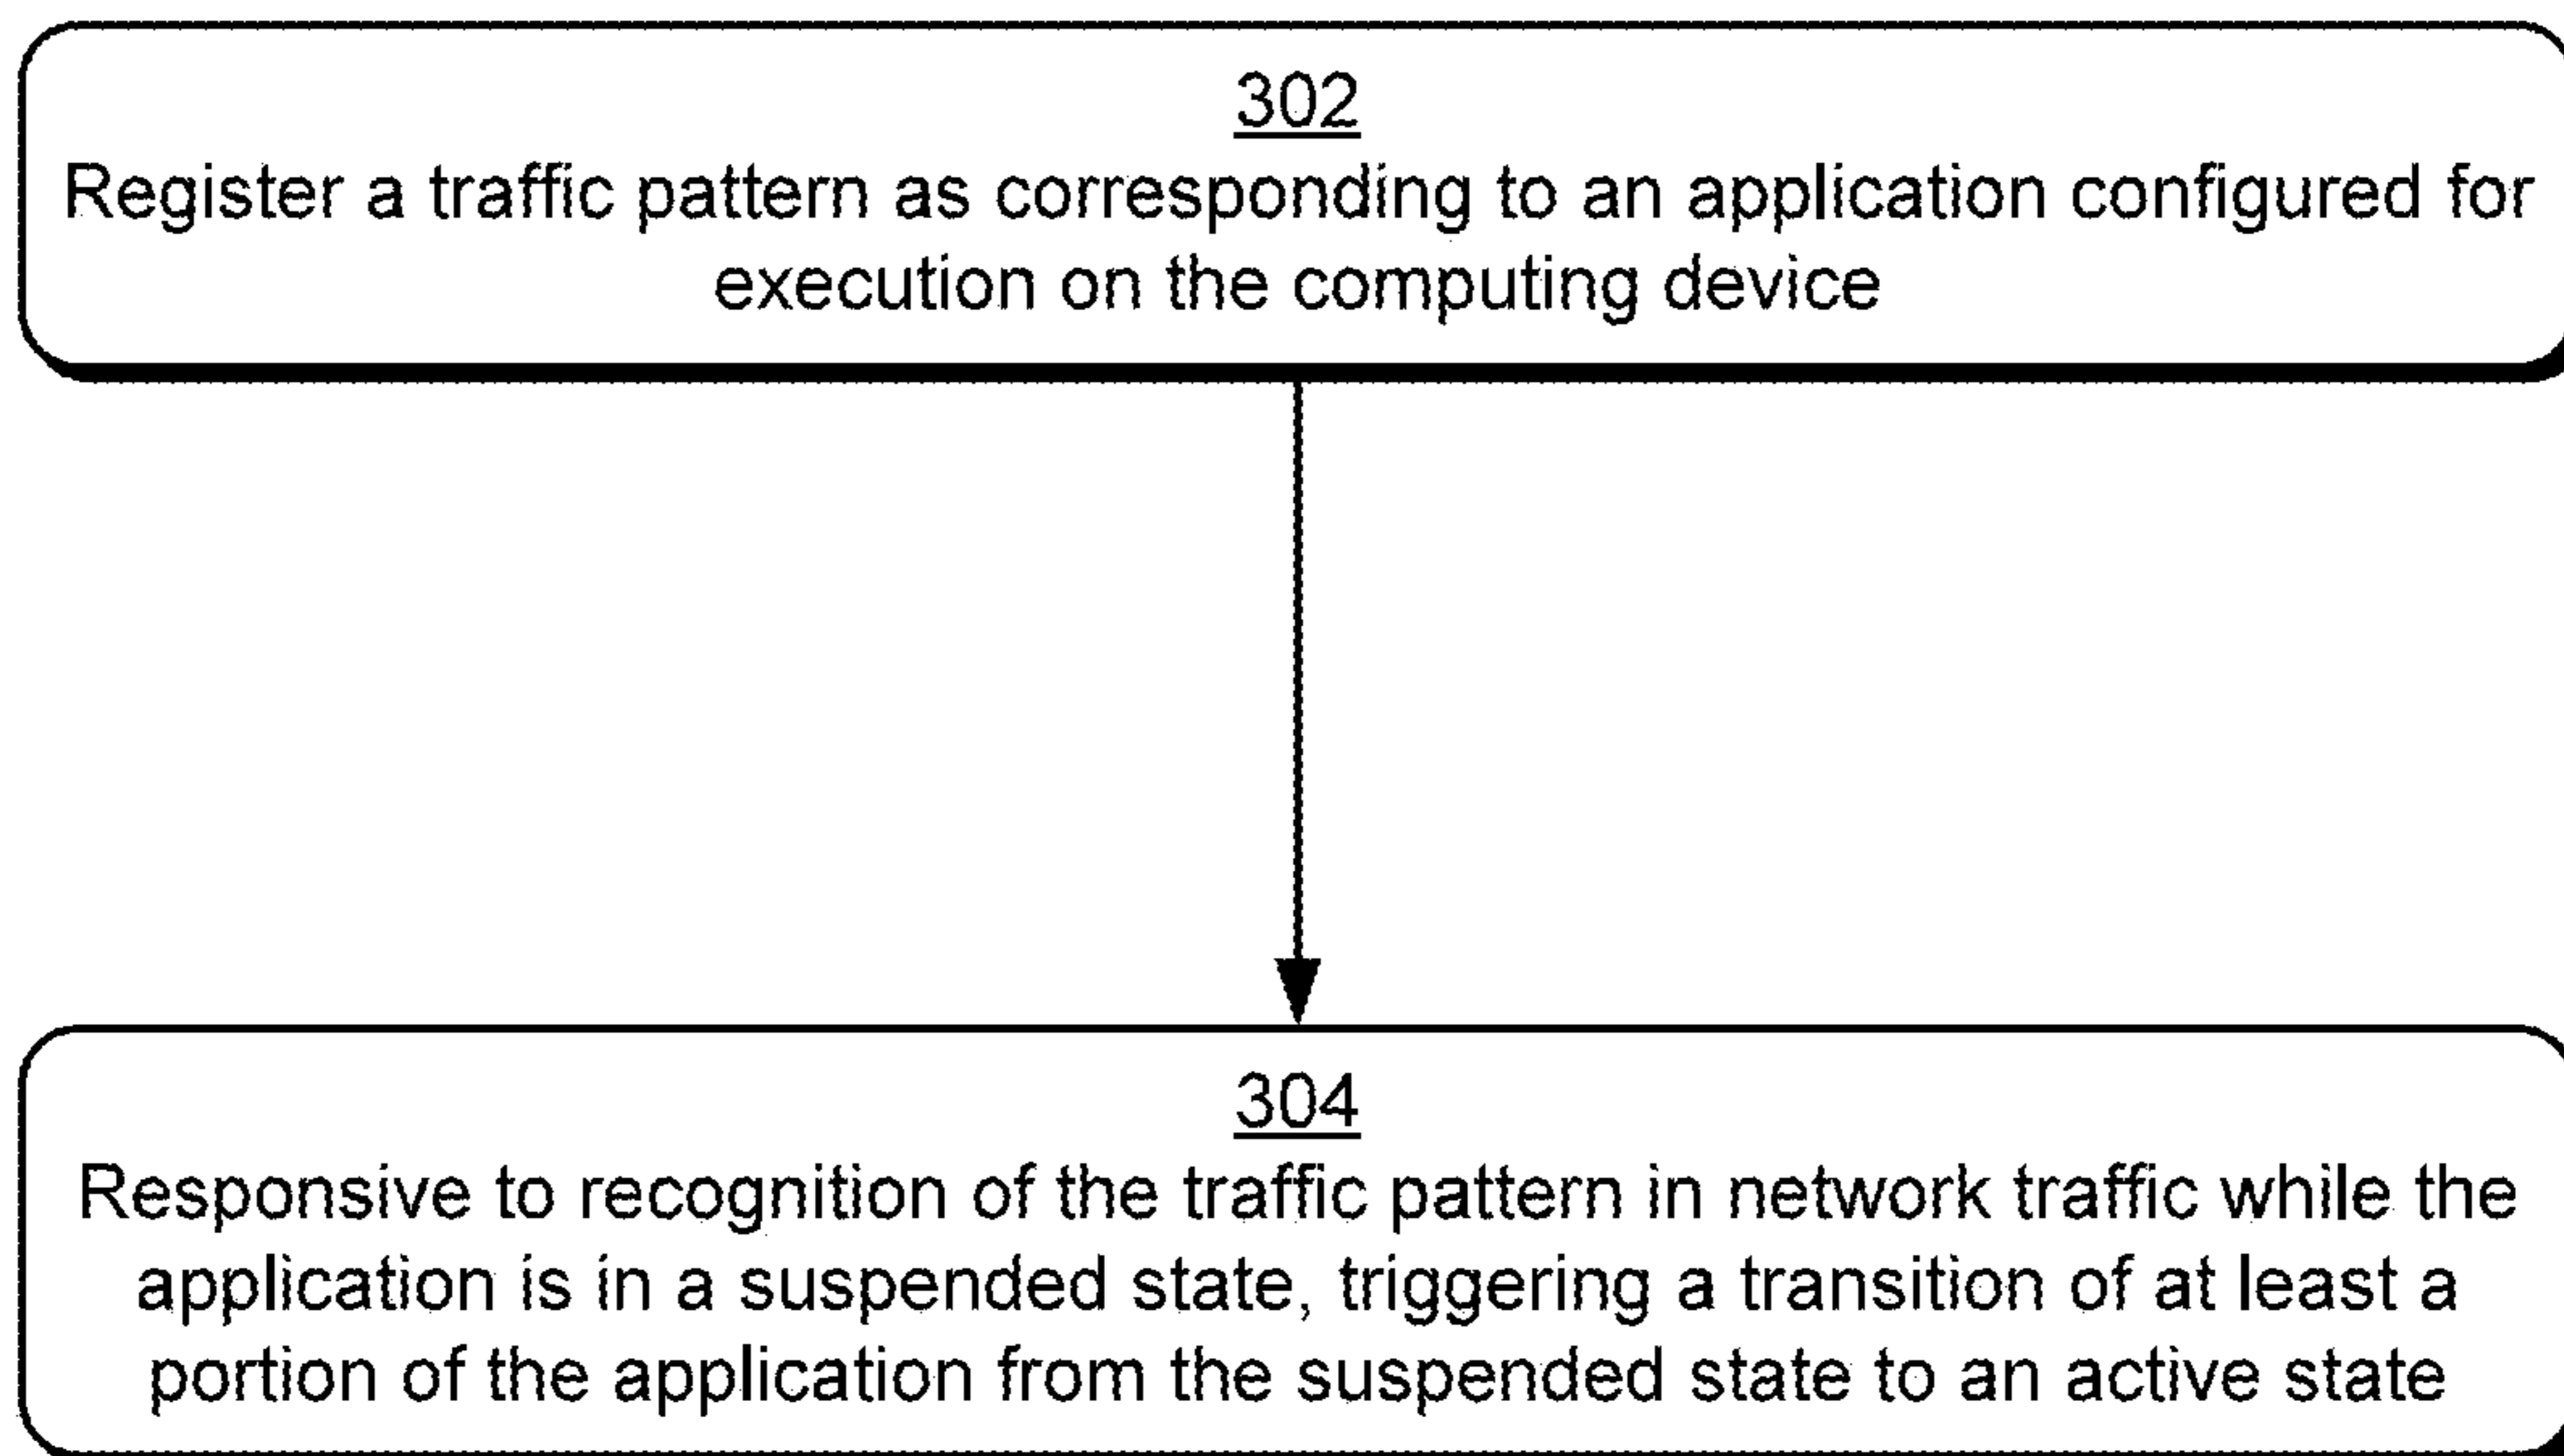 302
Register a traffic pattern as corresponding to an application configured for
execution on the computing device
304
Responsive to recognition of the traffic pattern in network traffic while the
application is in a suspended state, triggering a transition of at least a
portion of the application from the suspended state to an active state